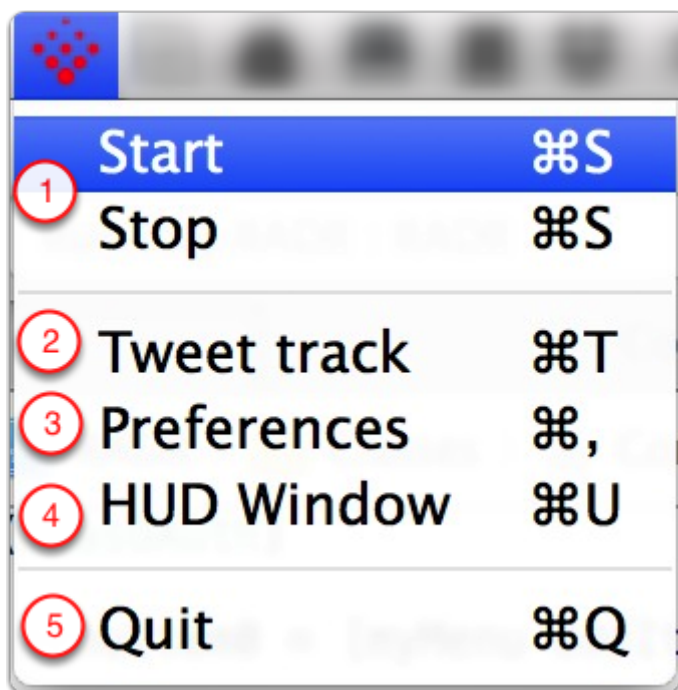 Start ⌘S
1
Stop ⌘S
2 Tweet track ⌘T
3 Preferences ⌘,
4 HUD Window ⌘U
5 Quit ⌘Q